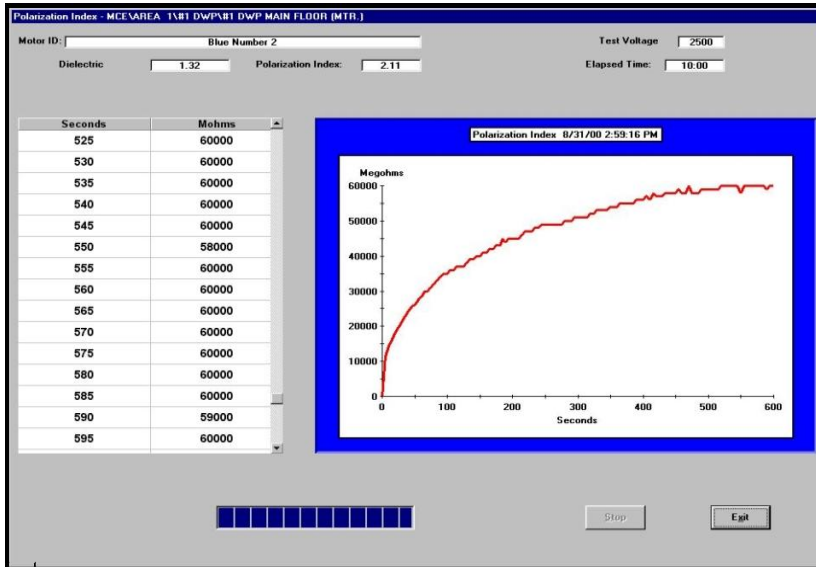 Polarization Index - MCE\AREA 1\#1 DWP\#1 DWP MAIN FLOOR (MTR.)
Motor ID: Blue Number 2 Test Voltage 2500
Dielectric 1.32 Polarization Index: 2.11 Elapsed Time: 10:00
Seconds Mohms
525 60000
530 60000
535 60000
540 60000
545 60000
550 58000
555 60000
560 60000
565 60000
570 60000
575 60000
580 60000
585 60000
590 59000
595 60000
Polarization Index 8/31/00 2:59:16 PM
Megohms
60000
50000
40000
30000
20000
10000
0
0 100 200 300 400 500 600
Seconds
Stop Exit